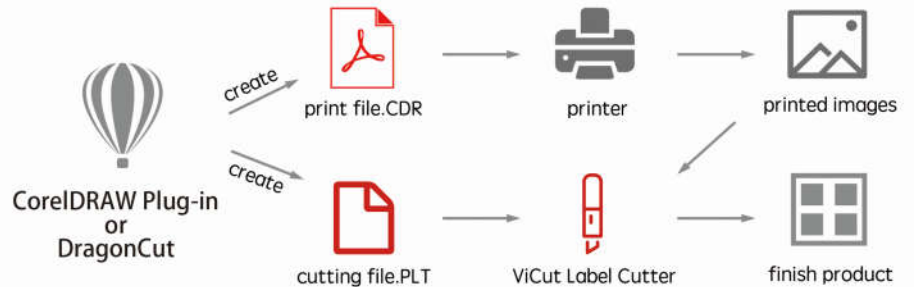 create
print file.CDR
printer
printed images
create
CorelDRAW Plug-in
or
DragonCut
cutting file.PLT
ViCut Label Cutter
finish product